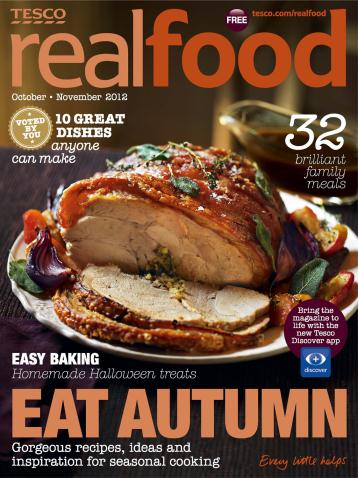 TESCO
FREE
tesco.com/realfood
realfood
October • November 2012
VOTED
BY
YOU
10 GREAT
DISHES
anyone
can make
32
brilliant
family
meals
Bring the
magazine to
life with the
new Tesco
Discover app
discover
EASY BAKING
Homemade Halloween treats
EAT AUTUMN
Gorgeous recipes, ideas and
inspiration for seasonal cooking
Every little helps